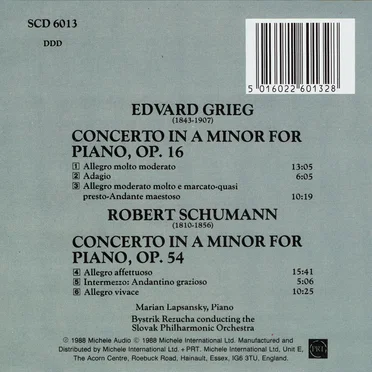 SCD 6013
DDD
5 016022 601328
EDVARD GRIEG
(1843-1907)
CONCERTO IN A MINOR FOR
PIANO, OP. 16
1 Allegro molto moderato 13:05
2 Adagio 6:05
3 Allegro moderato molto e marcato-quasi
presto-Andante maestoso 10:19
ROBERT SCHUMANN
(1810-1856)
CONCERTO IN A MINOR FOR
PIANO, OP. 54
4 Allegro affettuoso 15:41
5 Intermezzo: Andantino grazioso 5:06
6 Allegro vivace 10:25
Marian Lapsansky, Piano
Bystrik Rezucha conducting the
Slovak Philharmonic Orchestra
℗ 1988 Michele Audio © 1988 Michele International Ltd. Manufactured and
Distributed by Michele International Ltd. + PRT. Michele International Ltd, Unit E,
The Acorn Centre, Roebuck Road, Hainault, Essex, IG6 3TU, England.
PRT